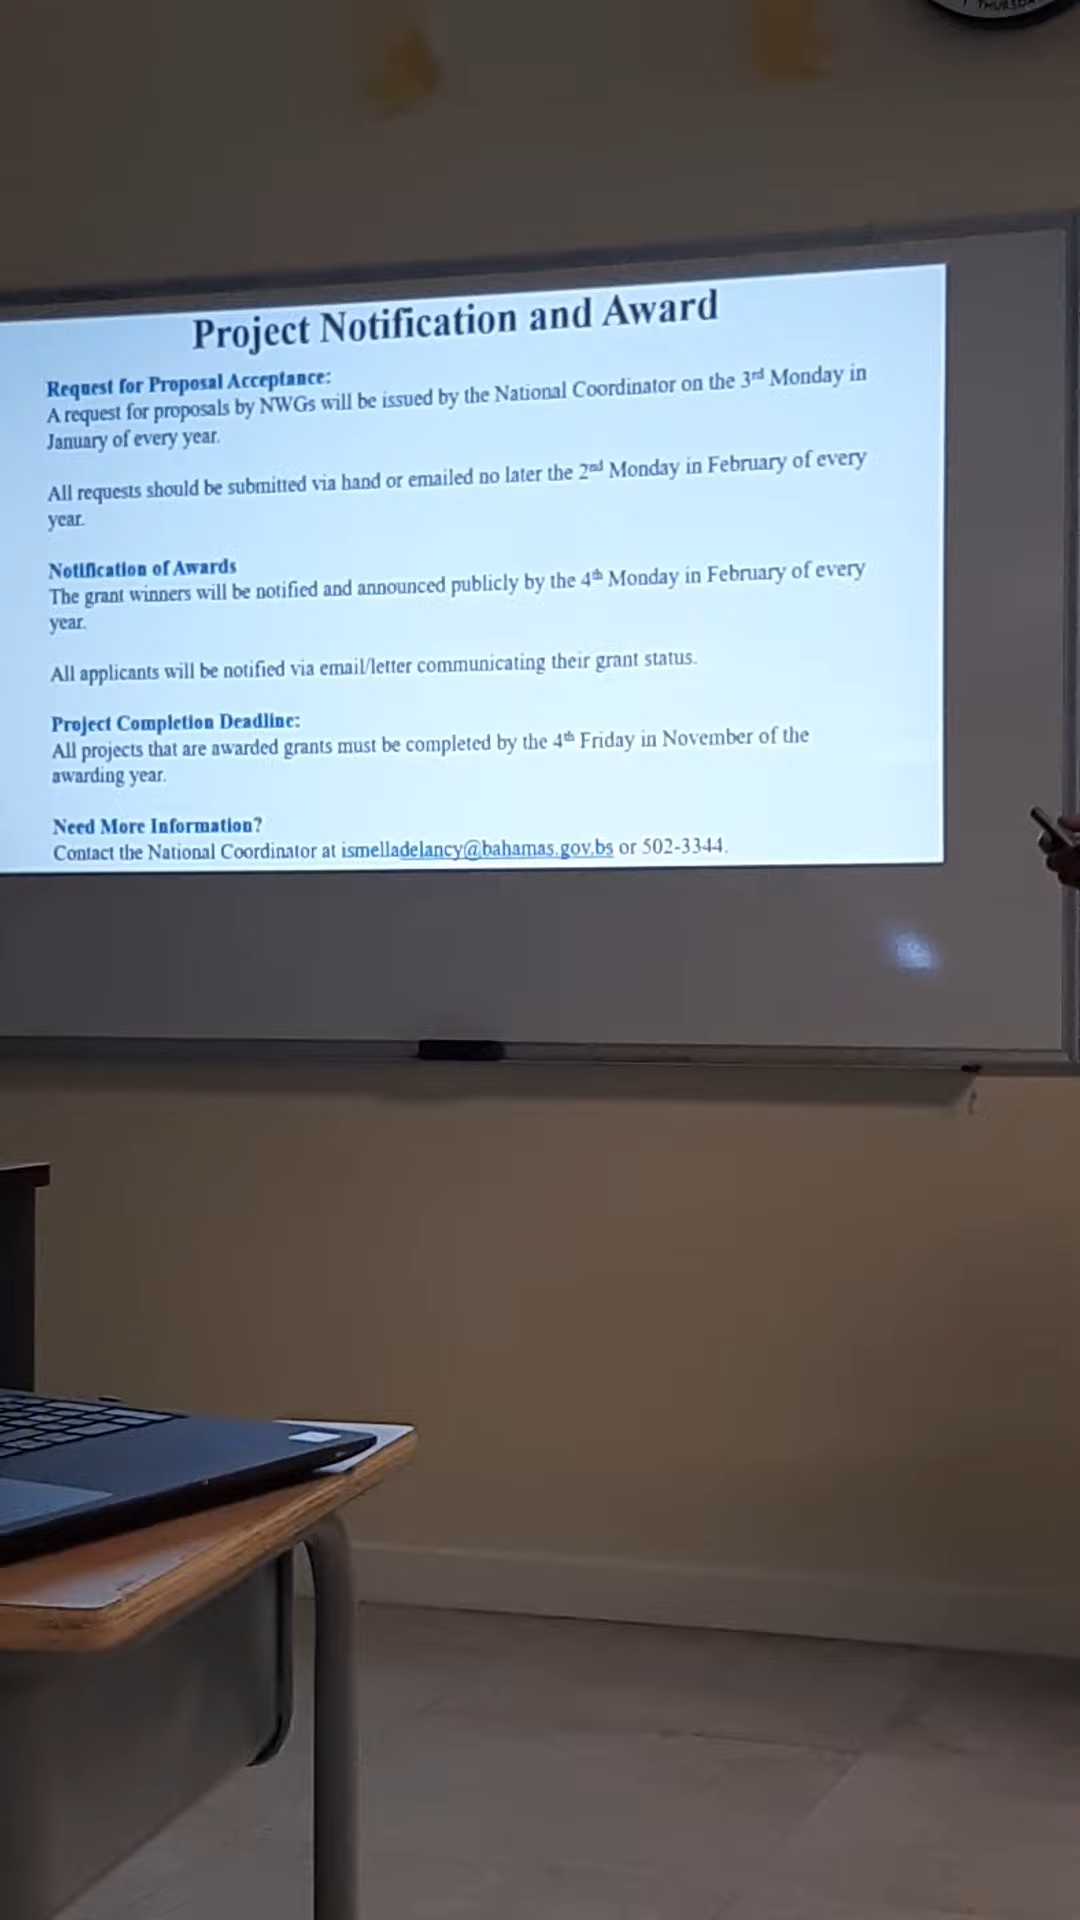 THURSDA
Project Notification and Award
Request for Proposal Acceptance:
A request for proposals by NWGs will be issued by the National Coordinator on the 3rd Monday in
January of every year.
All requests should be submitted via hand or emailed no later the 2nd Monday in February of every
year.
Notification of Awards
The grant winners will be notified and announced publicly by the 4th Monday in February of every
year.
All applicants will be notified via email/letter communicating their grant status.
Project Completion Deadline:
All projects that are awarded grants must be completed by the 4th Friday in November of the
awarding year.
Need More Information?
Contact the National Coordinator at ismelladelancy@bahamas.gov.bs or 502-3344.